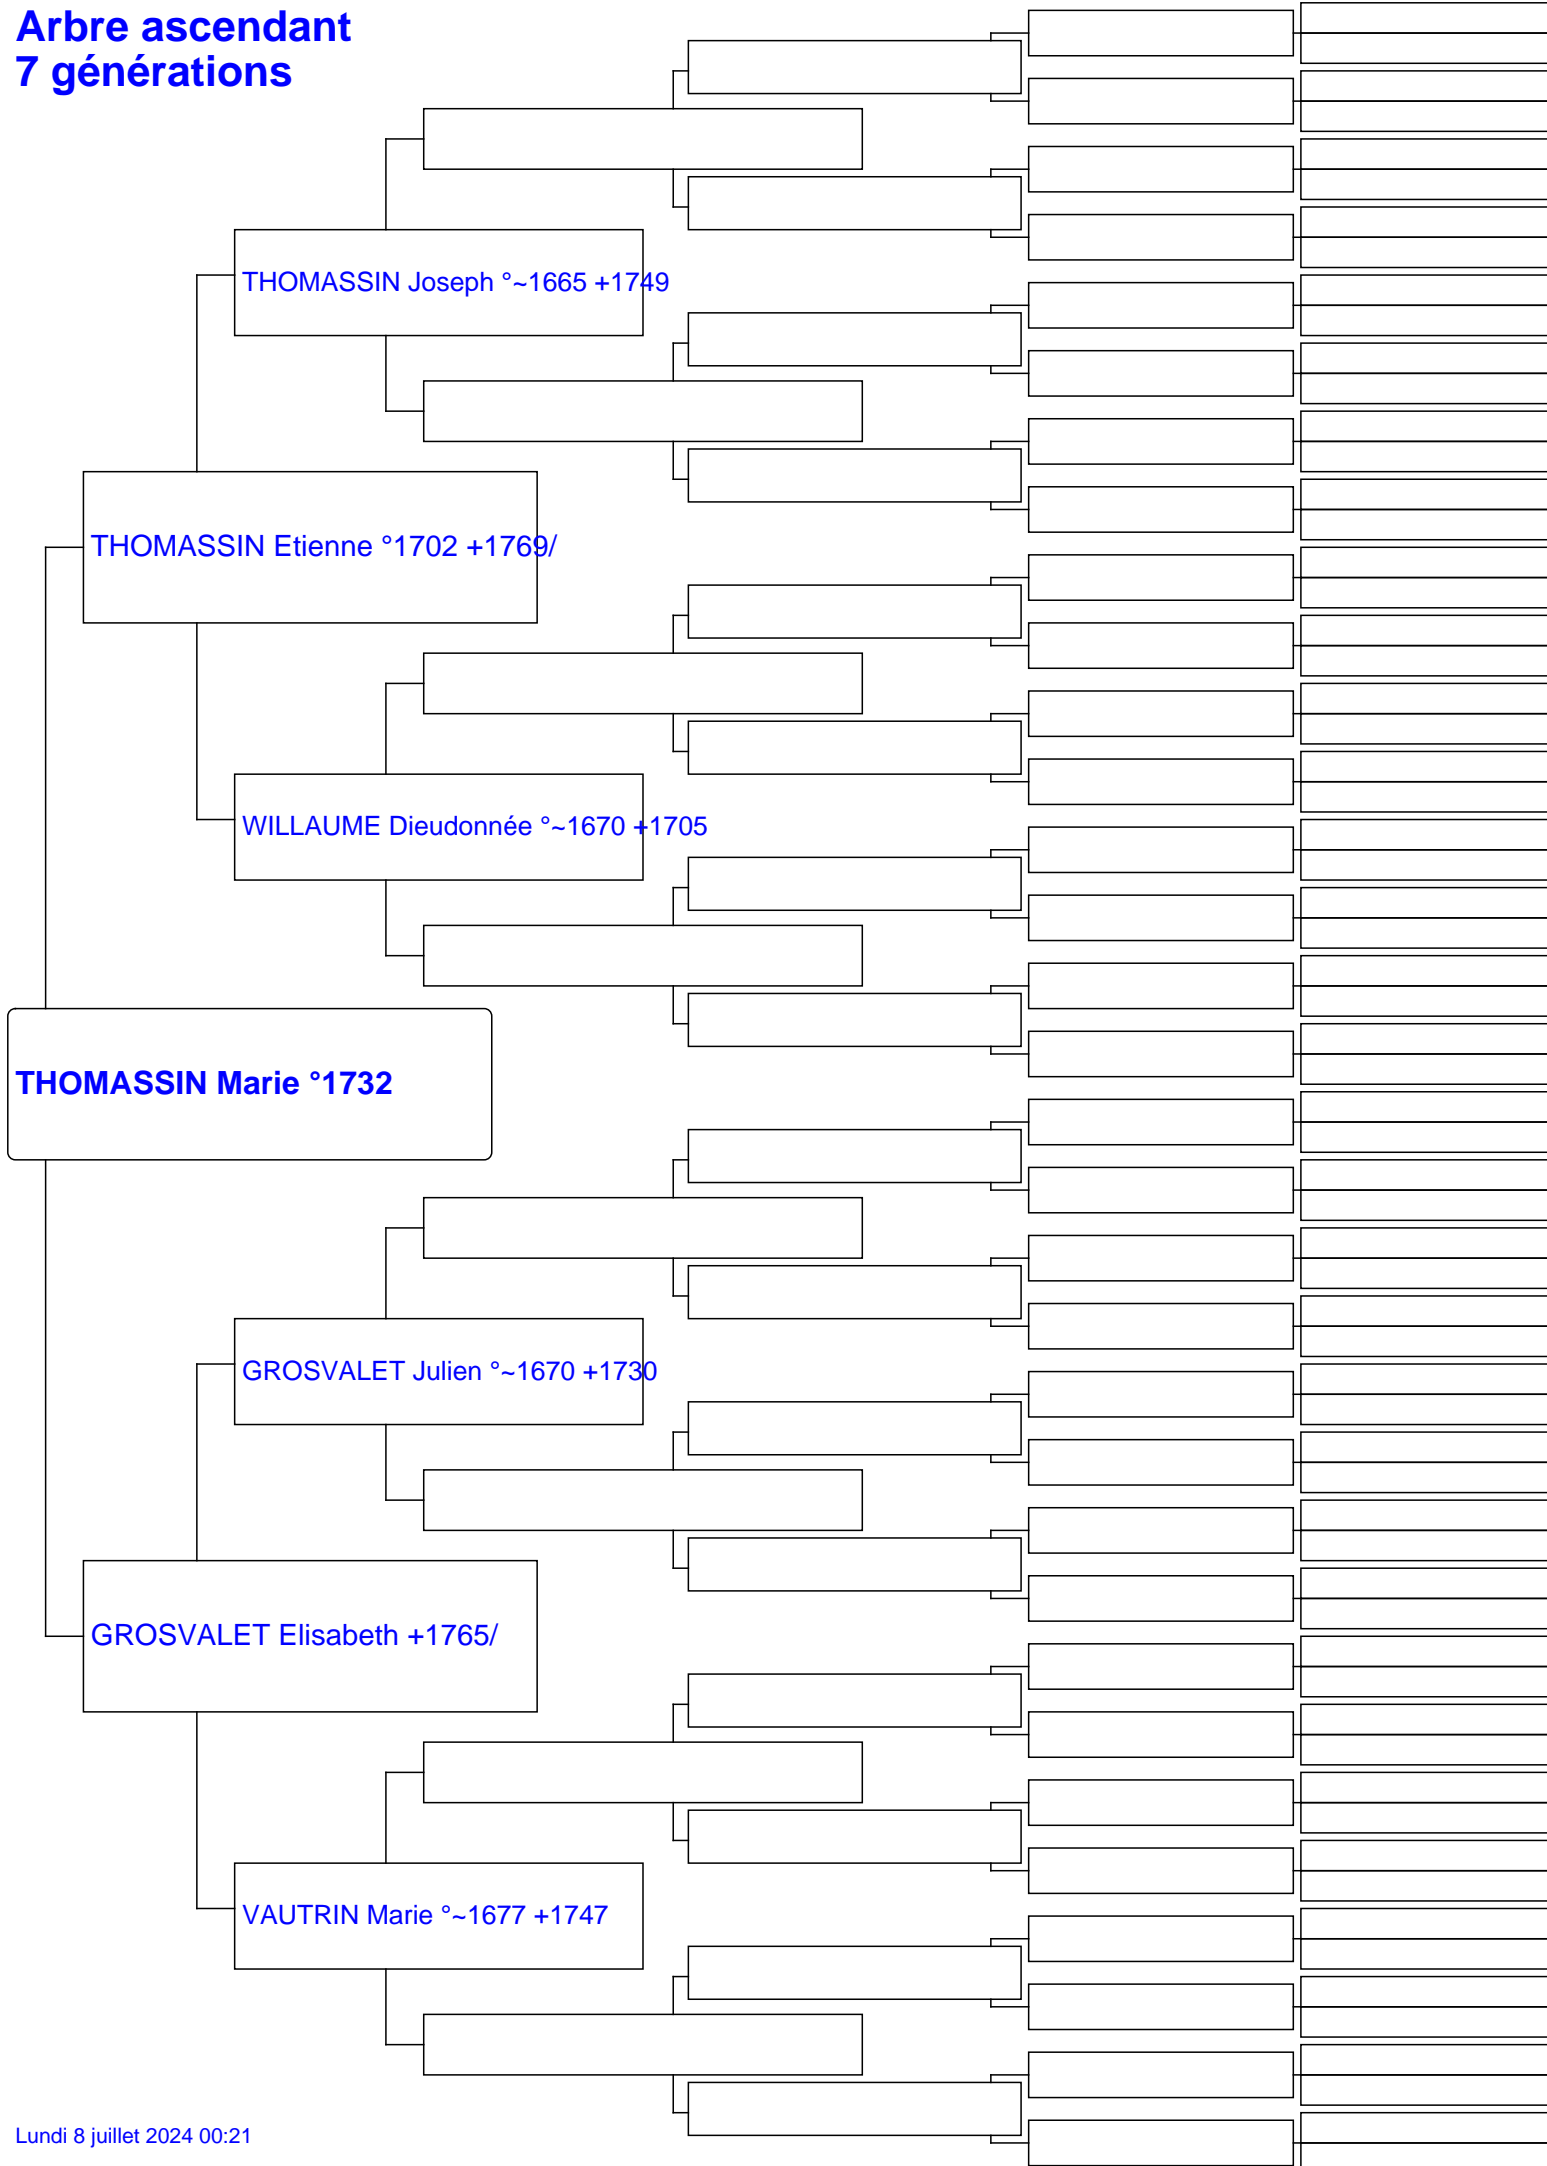 Arbre ascendant
7 générations
THOMASSIN Joseph °~1665 +1749
THOMASSIN Etienne °1702 +1769/
WILLAUME Dieudonnée °~1670 +1705
THOMASSIN Marie °1732
GROSVALET Julien °~1670 +1730
GROSVALET Elisabeth +1765/
VAUTRIN Marie °~1677 +1747
Lundi 8 juillet 2024 00:21